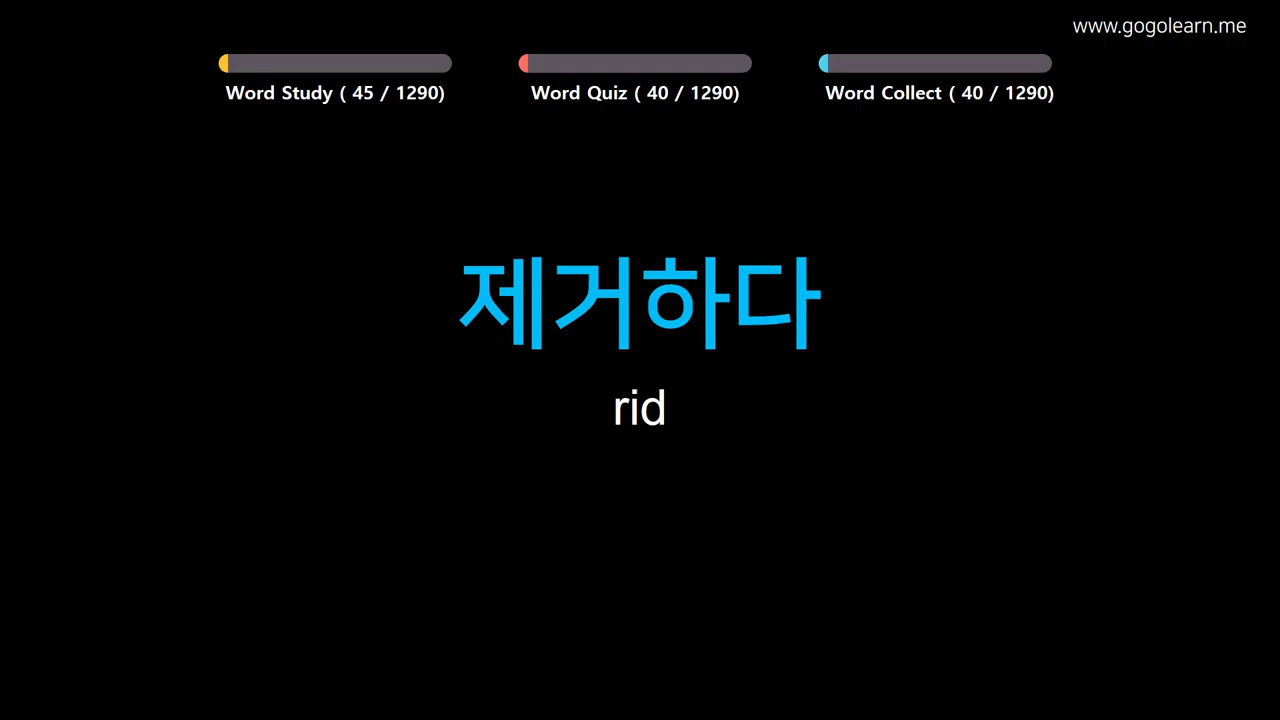 www.gogolearn.me
Word Study ( 45 / 1290)
Word Quiz ( 40 / 1290)
Word Collect ( 40 / 1290)
제거하다
rid